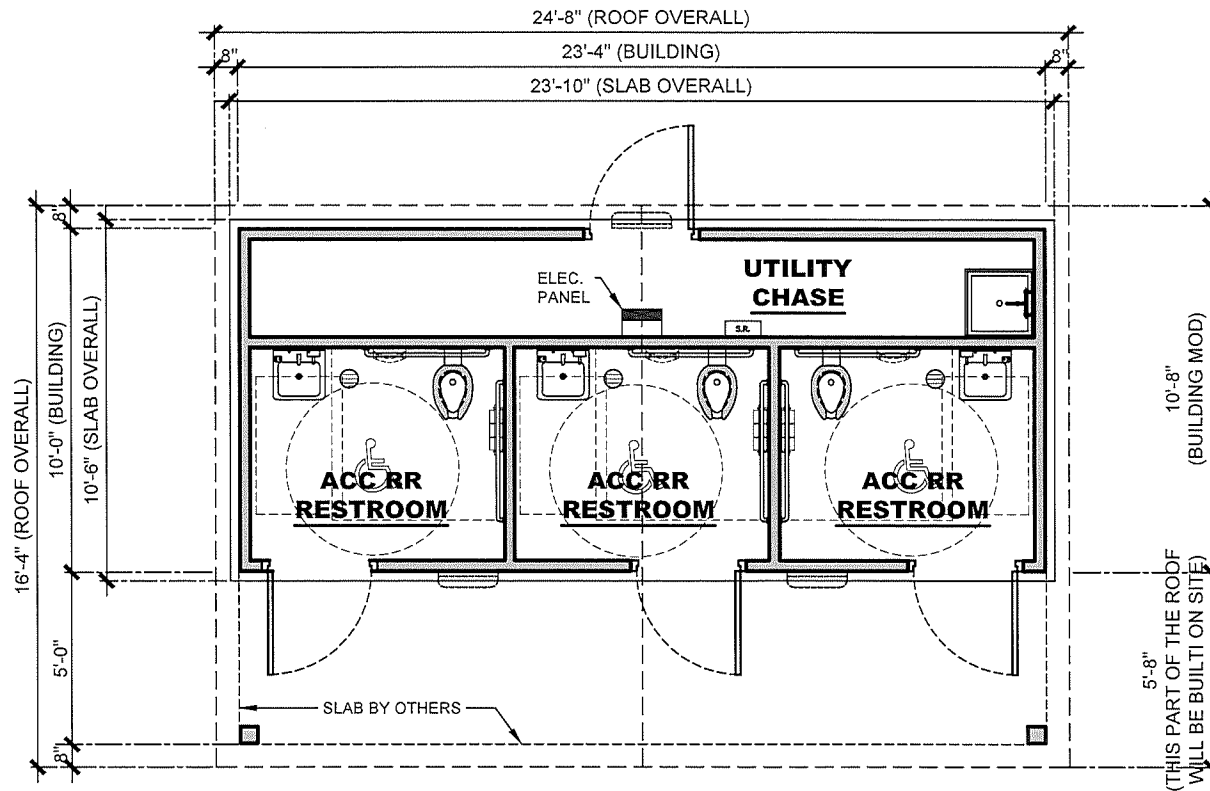 24'-8" (ROOF OVERALL)
8"
23'-4" (BUILDING)
8"
23'-10" (SLAB OVERALL)
16'-4" (ROOF OVERALL)
8"
10'-0" (BUILDING)
5'-0"
8"
10'-6" (SLAB OVERALL)
ELEC.
PANEL
UTILITY
CHASE
S.R.
ACC RR
RESTROOM
ACC RR
RESTROOM
ACC RR
RESTROOM
SLAB BY OTHERS
10'-8"
(BUILDING MOD)
5'-8"
(THIS PART OF THE ROOF
WILL BE BUILTI ON SITE)